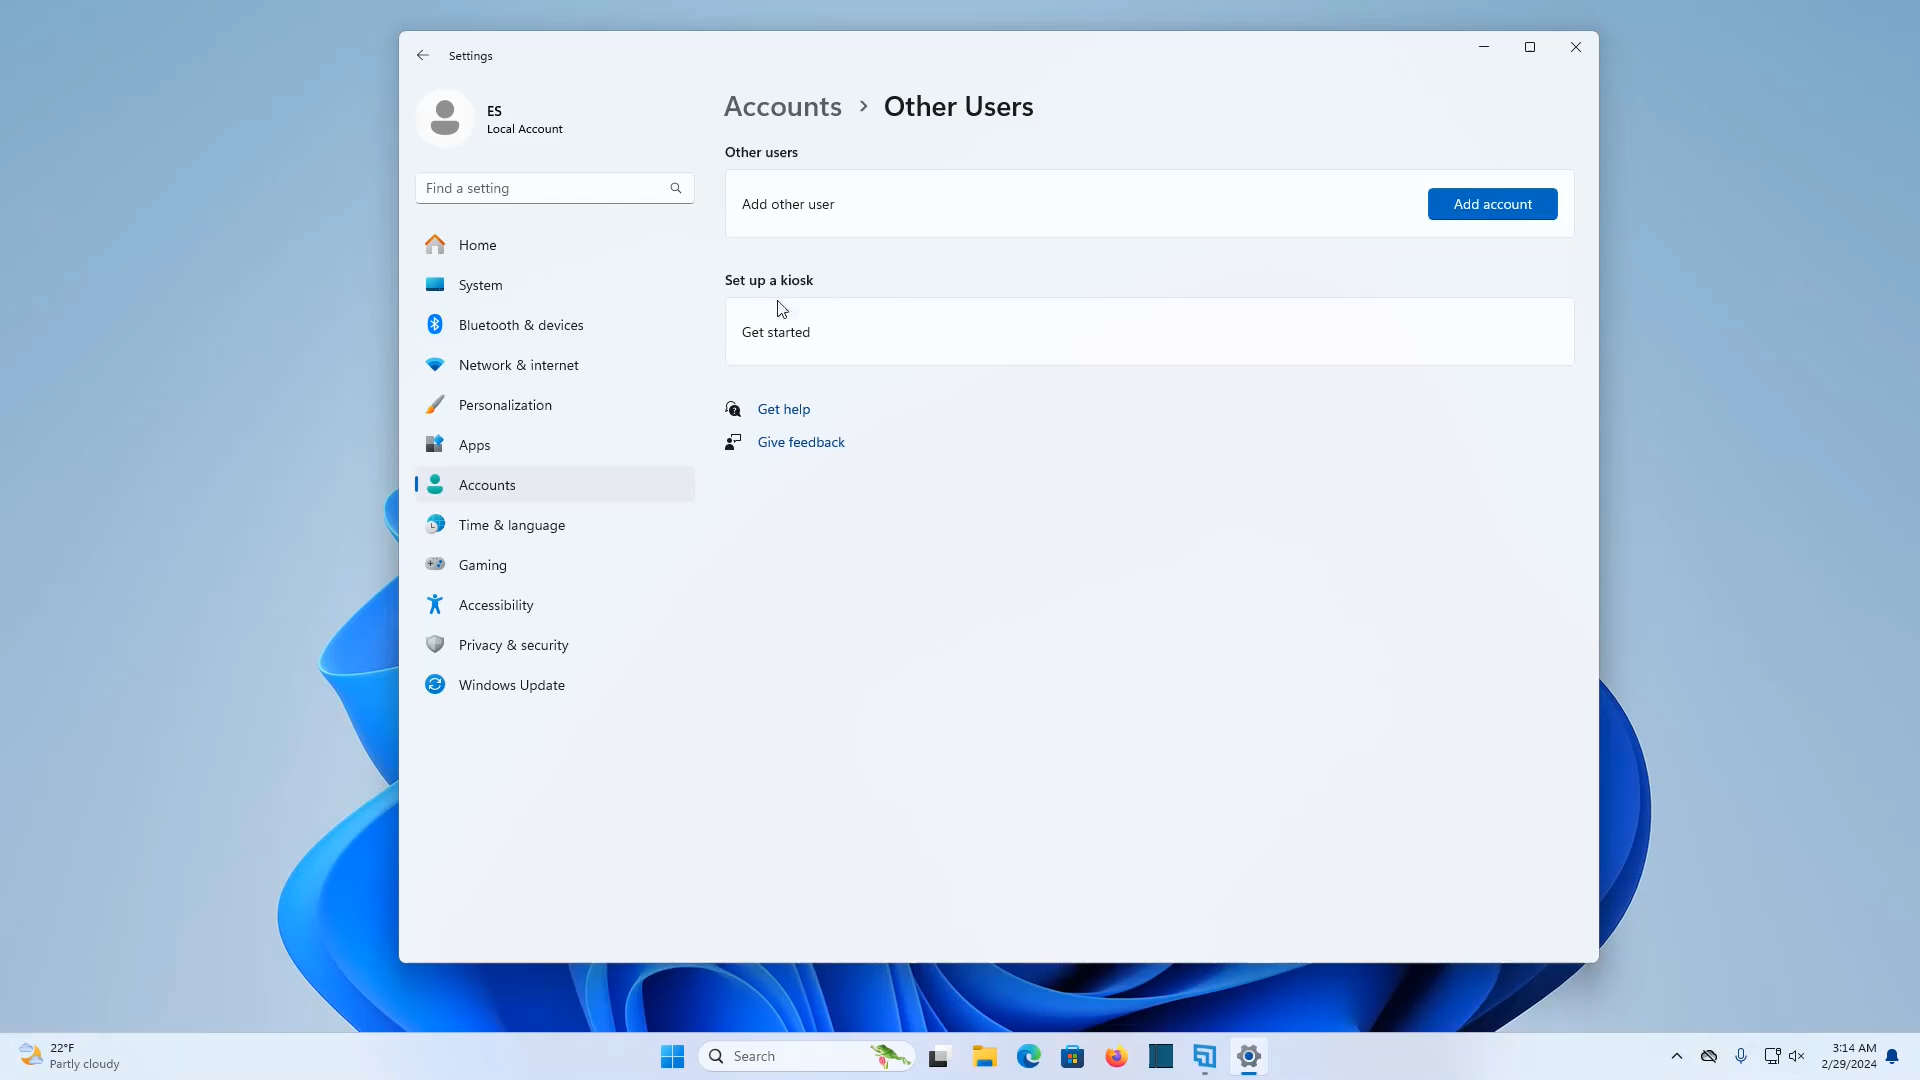 Settings
ES
Local Account
Find a setting
Home
System
Bluetooth & devices
Network & internet
Personalization
Apps
Accounts
Time & language
Gaming
Accessibility
Privacy & security
Windows Update
Accounts > Other Users
Other users
Add other user
Add account
Set up a kiosk
Get started
Get help
Give feedback
22°F
Partly cloudy
Search
3:14 AM
2/29/2024